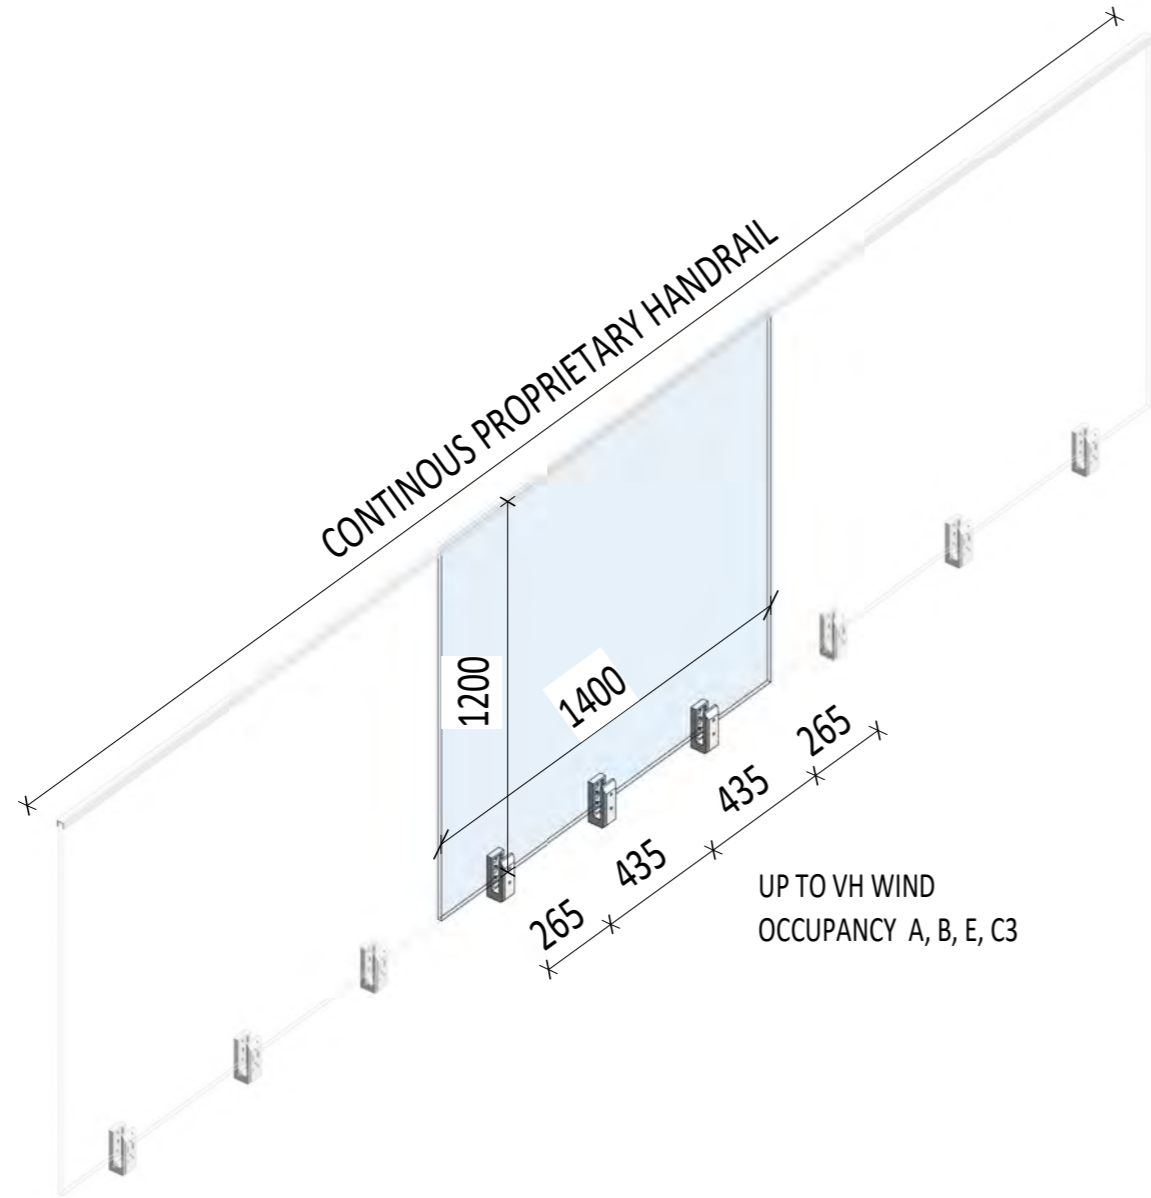 CONTINOUS PROPRIETARY HANDRAIL
1200
1400
265
435
435
265
UP TO VH WIND
OCCUPANCY A, B, E, C3